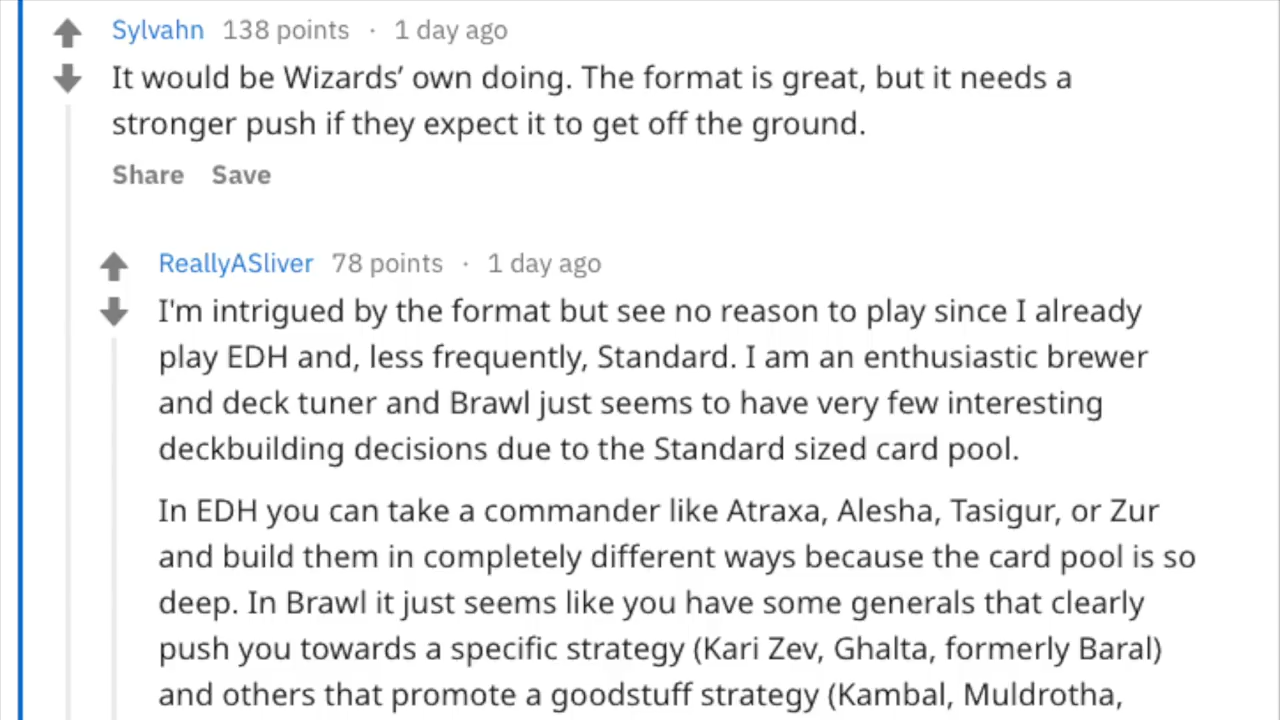 Sylvahn 138 points · 1 day ago
It would be Wizards’ own doing. The format is great, but it needs a
stronger push if they expect it to get off the ground.
Share Save
ReallyASliver 78 points · 1 day ago
I'm intrigued by the format but see no reason to play since I already
play EDH and, less frequently, Standard. I am an enthusiastic brewer
and deck tuner and Brawl just seems to have very few interesting
deckbuilding decisions due to the Standard sized card pool.
In EDH you can take a commander like Atraxa, Alesha, Tasigur, or Zur
and build them in completely different ways because the card pool is so
deep. In Brawl it just seems like you have some generals that clearly
push you towards a specific strategy (Kari Zev, Ghalta, formerly Baral)
and others that promote a goodstuff strategy (Kambal, Muldrotha,